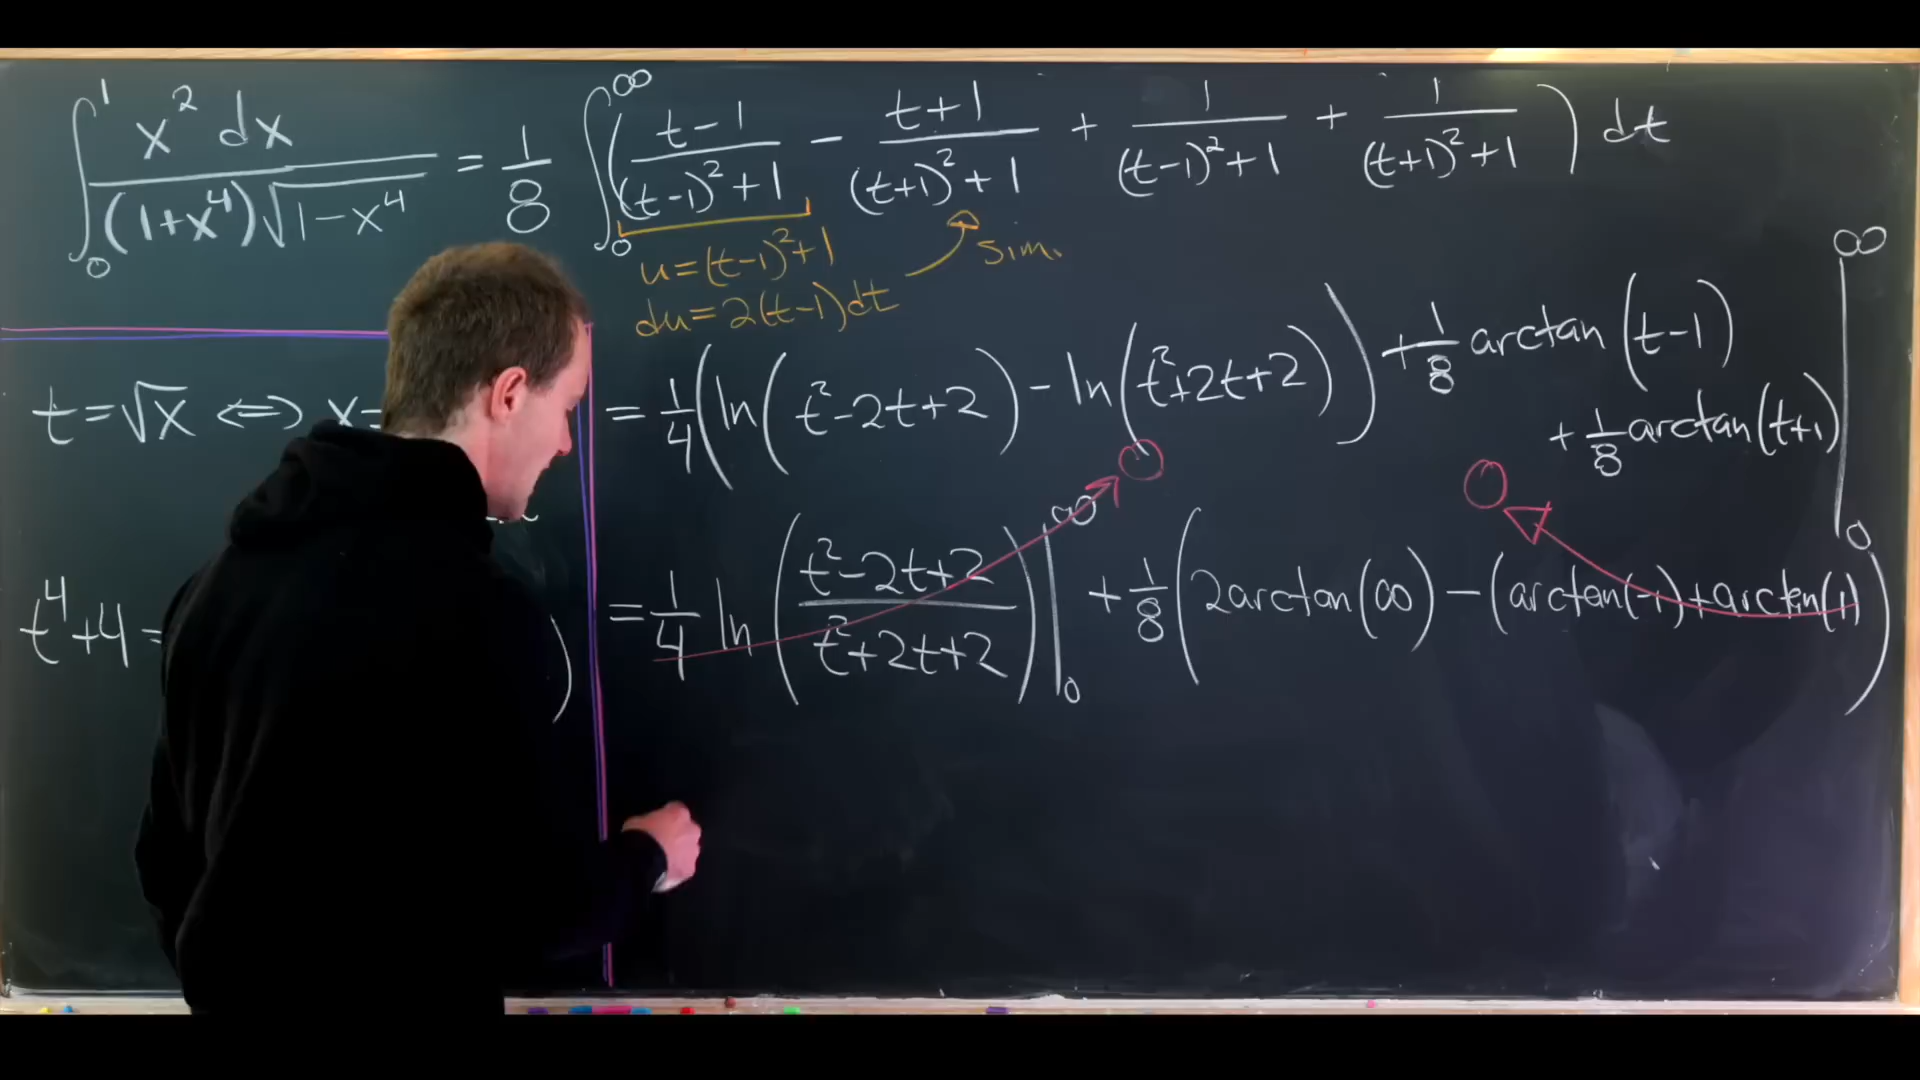 ∫₀¹ x² dx / ((1+x⁴)√(1-x⁴)) = 1/8 ∫₀^∞ ( (t-1)/((t-1)²+1) - (t+1)/((t+1)²+1) + 1/((t-1)²+1) + 1/((t+1)²+1) ) dt
u=(t-1)²+1
sim.
du=2(t-1)dt
t=√x ⇔ x=
= 1/4 ( ln(t²-2t+2) - ln(t²+2t+2) ) + 1/8 arctan(t-1)
+ 1/8 arctan(t+1) |₀^∞
0
0
t⁴+4=
)
= 1/4 ln( (t²-2t+2)/(t²+2t+2) ) |₀^∞ + 1/8 ( 2arctan(∞) - (arctan(-1)+arctan(1) )